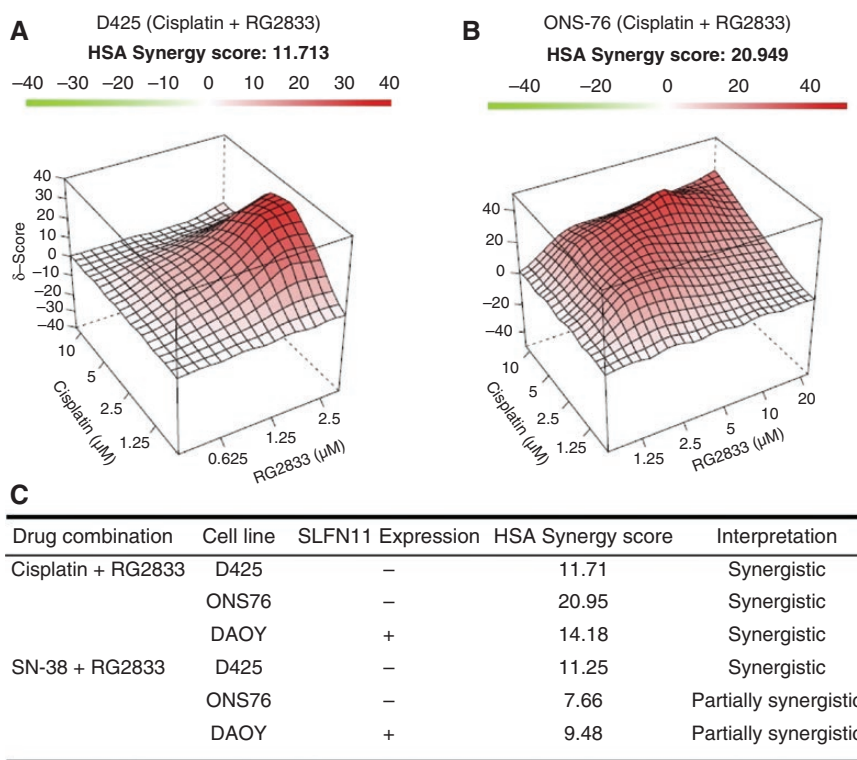 A
D425 (Cisplatin + RG2833)
HSA Synergy score: 11.713
–40 –30 –20 –10 0 10 20 30 40
40
30
20
10
0
–10
–20
–30
–40
δ–Score
10
5
2.5
1.25
Cisplatin (µM)
0.625
1.25
2.5
RG2833 (µM)
B
ONS-76 (Cisplatin + RG2833)
HSA Synergy score: 20.949
–40 –20 0 20 40
40
20
0
–20
–40
10
5
2.5
1.25
Cisplatin (µM)
1.25
2.5
5
10
20
RG2833 (µM)
C
Drug combination Cell line SLFN11 Expression HSA Synergy score Interpretation
Cisplatin + RG2833 D425 – 11.71 Synergistic
ONS76 – 20.95 Synergistic
DAOY + 14.18 Synergistic
SN-38 + RG2833 D425 – 11.25 Synergistic
ONS76 – 7.66 Partially synergistic
DAOY + 9.48 Partially synergistic